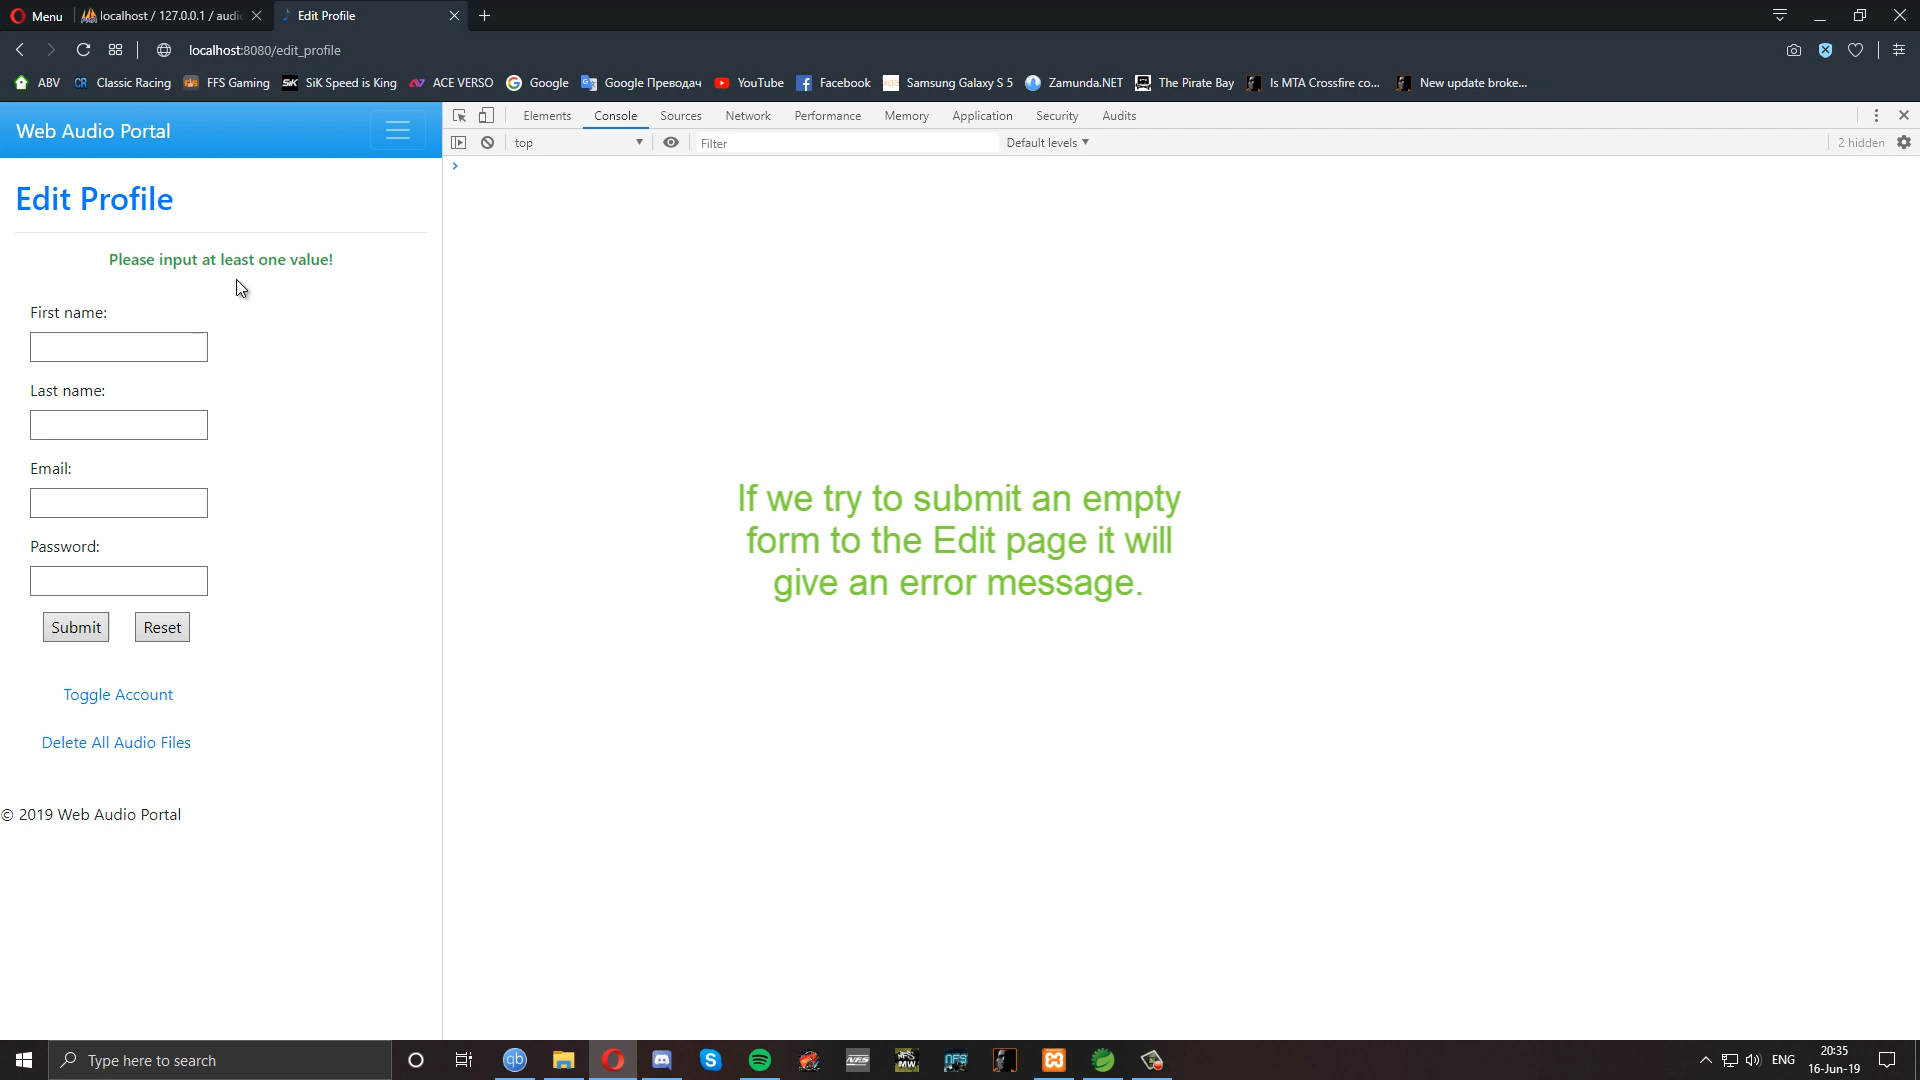 Menu
localhost / 127.0.0.1 / audi
Edit Profile
localhost:8080/edit_profile
ABV
CR Classic Racing
FFS Gaming
SiK SiK Speed is King
ACE VERSO
Google
Google Преводач
YouTube
Facebook
Samsung Galaxy S 5
Zamunda.NET
The Pirate Bay
Is MTA Crossfire co...
New update broke...
Web Audio Portal
Elements Console Sources Network Performance Memory Application Security Audits
top Filter Default levels 2 hidden
Edit Profile
Please input at least one value!
First name:
Last name:
Email:
Password:
Submit Reset
Toggle Account
Delete All Audio Files
© 2019 Web Audio Portal
If we try to submit an empty
form to the Edit page it will
give an error message.
Type here to search
qb
NFS
MW
NFS
ENG
20:35
16-Jun-19